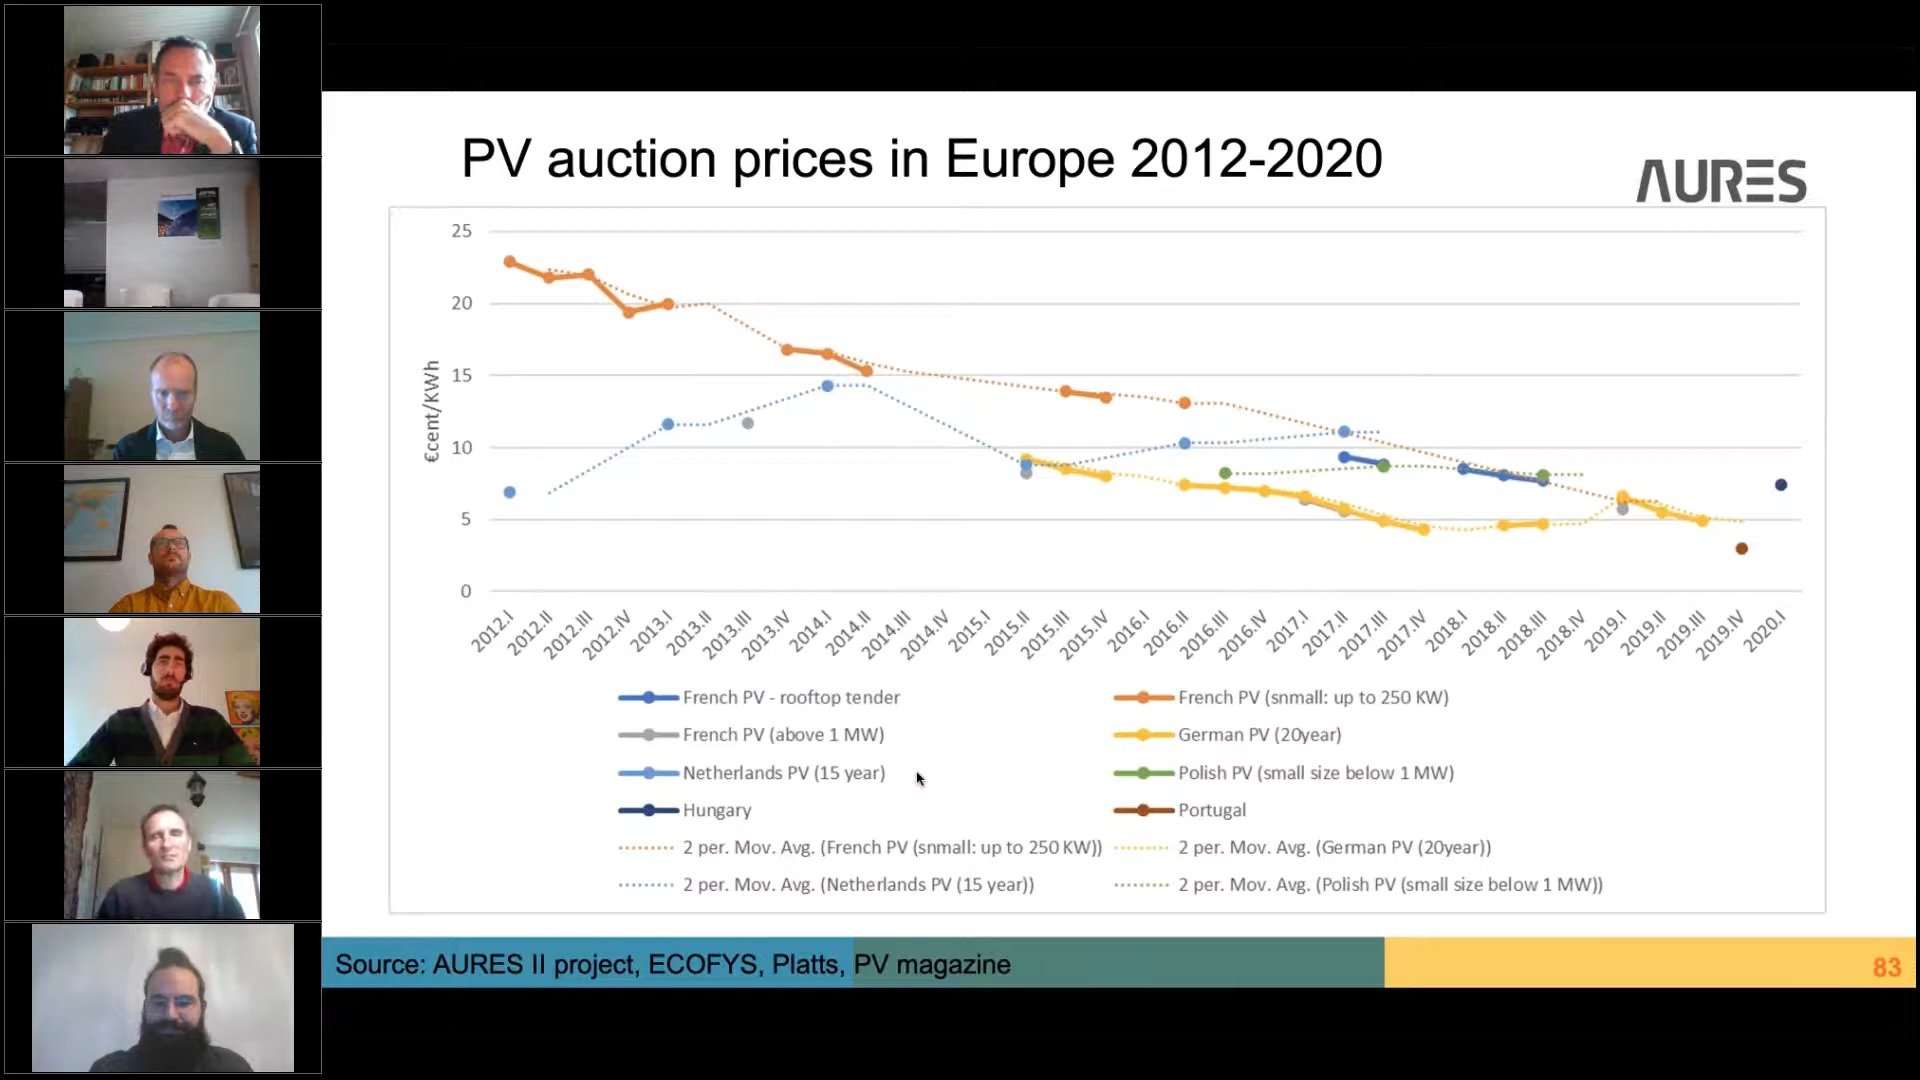 PV auction prices in Europe 2012-2020
AURES
25
20
15
10
5
0
€cent/KWh
2012.I
2012.II
2012.III
2012.IV
2013.I
2013.II
2013.III
2013.IV
2014.I
2014.II
2014.III
2014.IV
2015.I
2015.II
2015.III
2015.IV
2016.I
2016.II
2016.III
2016.IV
2017.I
2017.II
2017.III
2017.IV
2018.I
2018.II
2018.III
2018.IV
2019.I
2019.II
2019.III
2019.IV
2020.I
French PV - rooftop tender
French PV (snmall: up to 250 KW)
French PV (above 1 MW)
German PV (20year)
Netherlands PV (15 year)
Polish PV (small size below 1 MW)
Hungary
Portugal
2 per. Mov. Avg. (French PV (snmall: up to 250 KW))
2 per. Mov. Avg. (German PV (20year))
2 per. Mov. Avg. (Netherlands PV (15 year))
2 per. Mov. Avg. (Polish PV (small size below 1 MW))
Source: AURES II project, ECOFYS, Platts, PV magazine
83